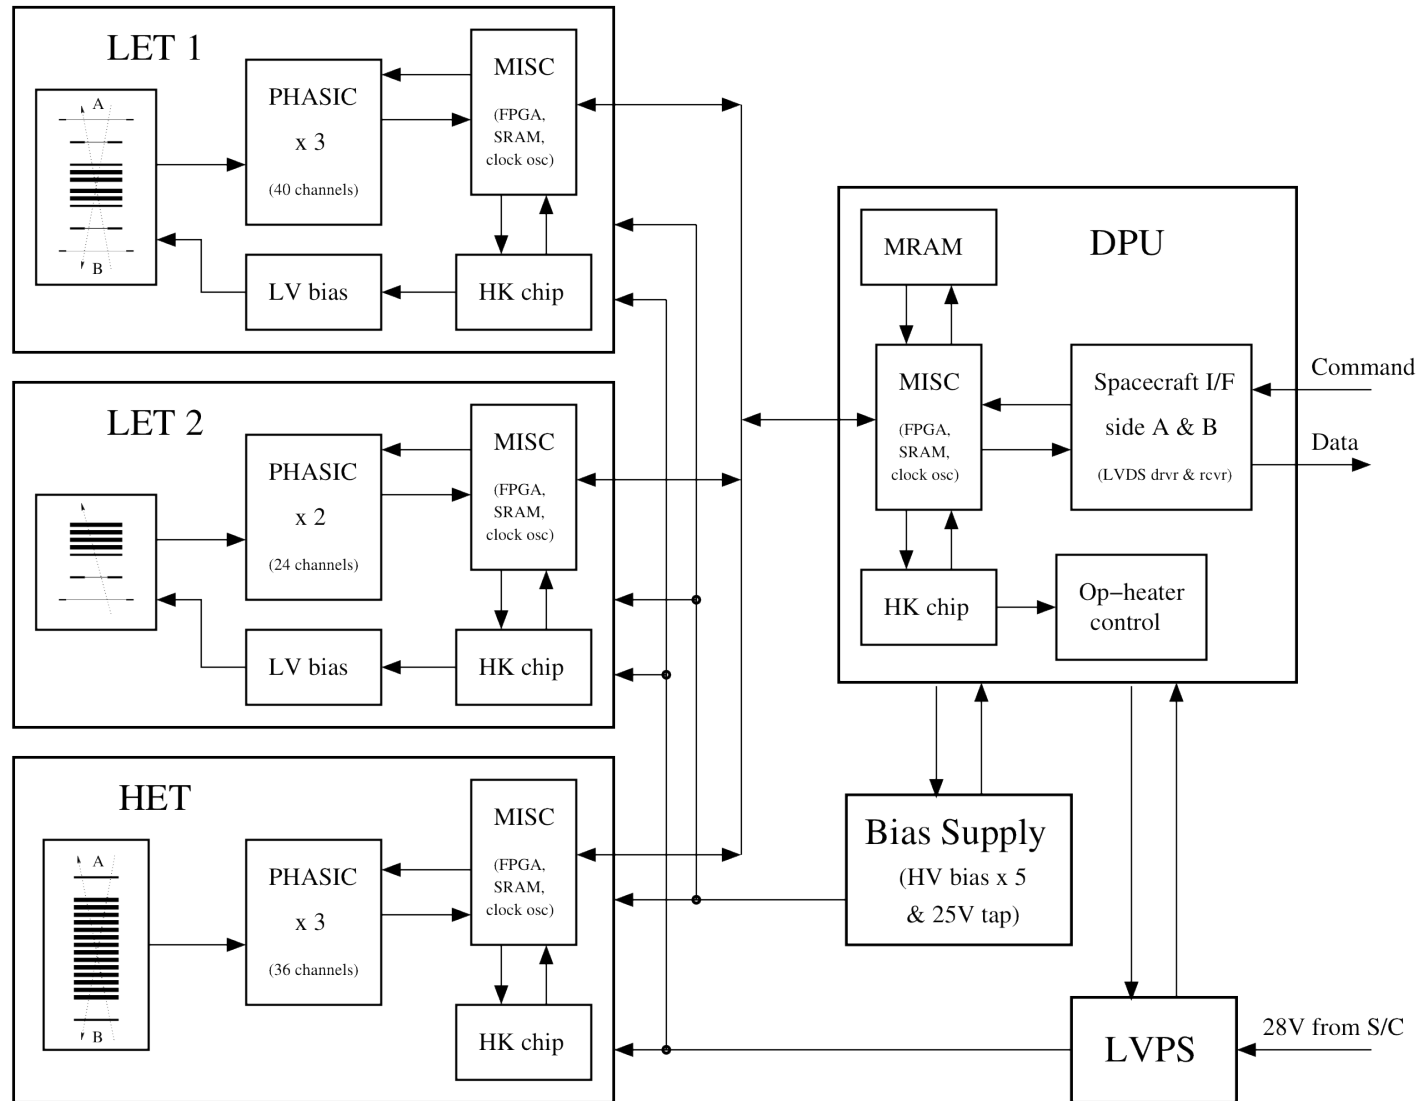 LET 1
A
B
PHASIC
x 3
(40 channels)
MISC
(FPGA,
SRAM,
clock osc)
LV bias
HK chip
LET 2
PHASIC
x 2
(24 channels)
MISC
(FPGA,
SRAM,
clock osc)
LV bias
HK chip
HET
A
B
PHASIC
x 3
(36 channels)
MISC
(FPGA,
SRAM,
clock osc)
HK chip
DPU
MRAM
MISC
(FPGA,
SRAM,
clock osc)
Spacecraft I/F
side A & B
(LVDS drvr & rcvr)
Command
Data
HK chip
Op−heater
control
Bias Supply
(HV bias x 5
& 25V tap)
LVPS
28V from S/C